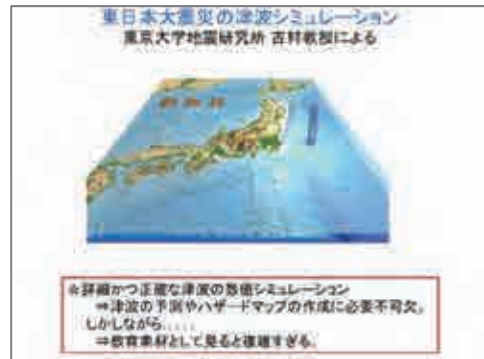 東日本大震災の津波シミュレーション
東京大学地震研究所 古村教授による
※詳細かつ正確な津波の数値シミュレーション
⇒津波の予測やハザードマップの作成に必要不可欠。
しかしながら.....
⇒教育素材として見ると複雑すぎる。